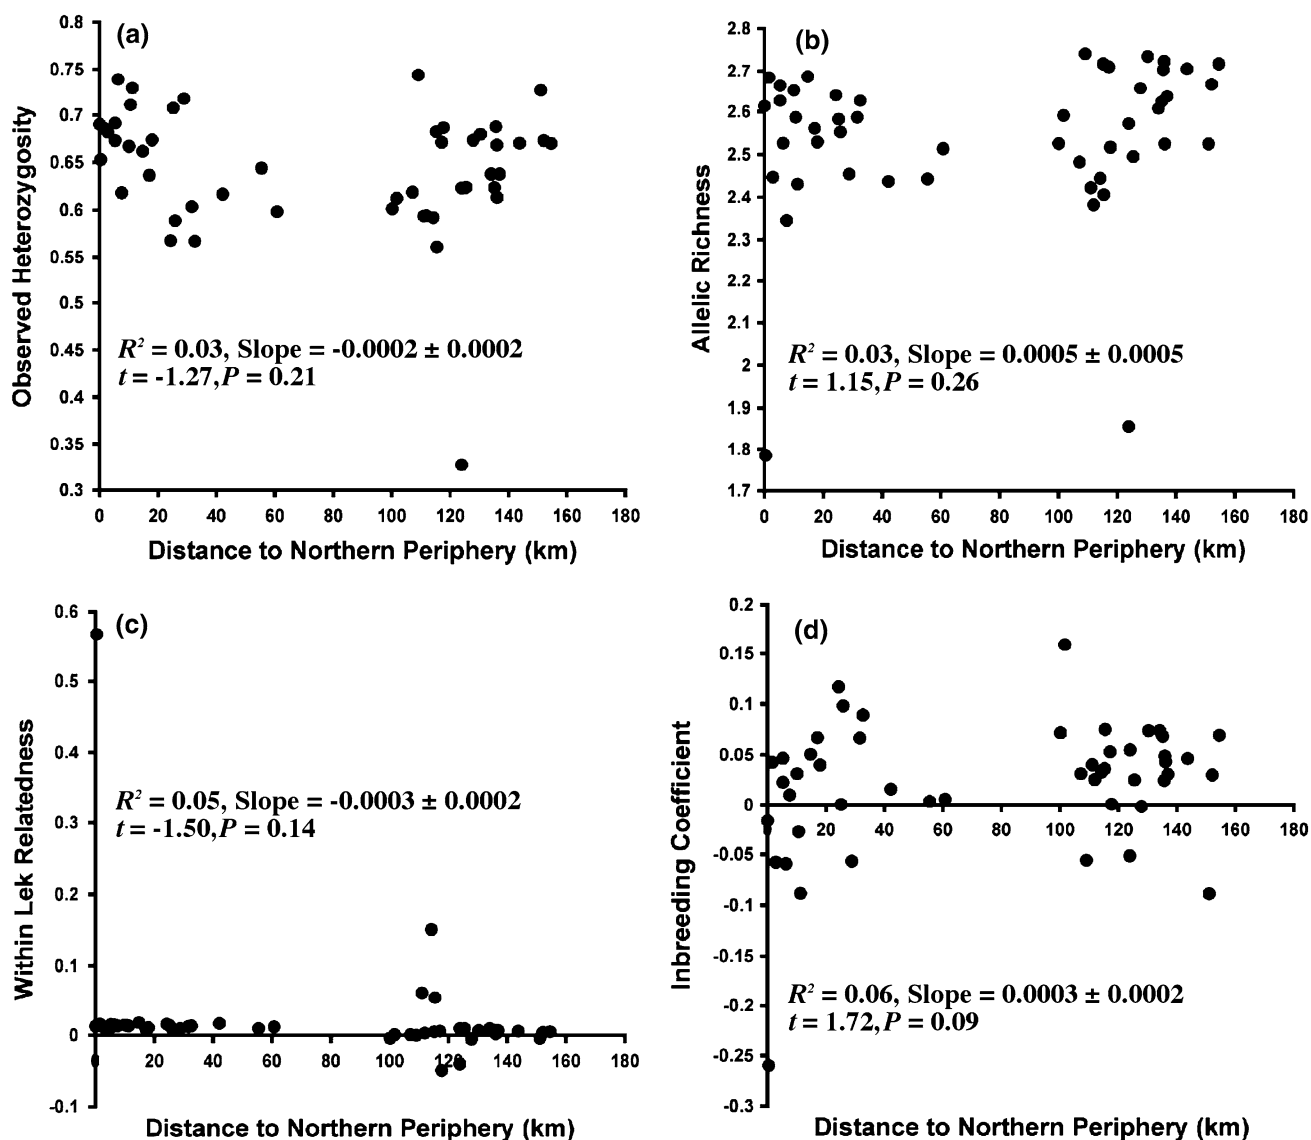 (a)
0.8
0.75
0.7
0.65
0.6
0.55
0.5
0.45
0.4
0.35
0.3
Observed Heterozygosity
R² = 0.03, Slope = -0.0002 ± 0.0002
t = -1.27, P = 0.21
0 20 40 60 80 100 120 140 160 180
Distance to Northern Periphery (km)
(b)
2.8
2.7
2.6
2.5
2.4
2.3
2.2
2.1
2
1.9
1.8
1.7
Allelic Richness
R² = 0.03, Slope = 0.0005 ± 0.0005
t = 1.15, P = 0.26
0 20 40 60 80 100 120 140 160 180
Distance to Northern Periphery (km)
(c)
0.6
0.5
0.4
0.3
0.2
0.1
0
-0.1
Within Lek Relatedness
R² = 0.05, Slope = -0.0003 ± 0.0002
t = -1.50, P = 0.14
0 20 40 60 80 100 120 140 160 180
Distance to Northern Periphery (km)
(d)
0.2
0.15
0.1
0.05
0
-0.05
-0.1
-0.15
-0.2
-0.25
-0.3
Inbreeding Coefficient
0 20 40 60 80 100 120 140 160 180
R² = 0.06, Slope = 0.0003 ± 0.0002
t = 1.72, P = 0.09
Distance to Northern Periphery (km)